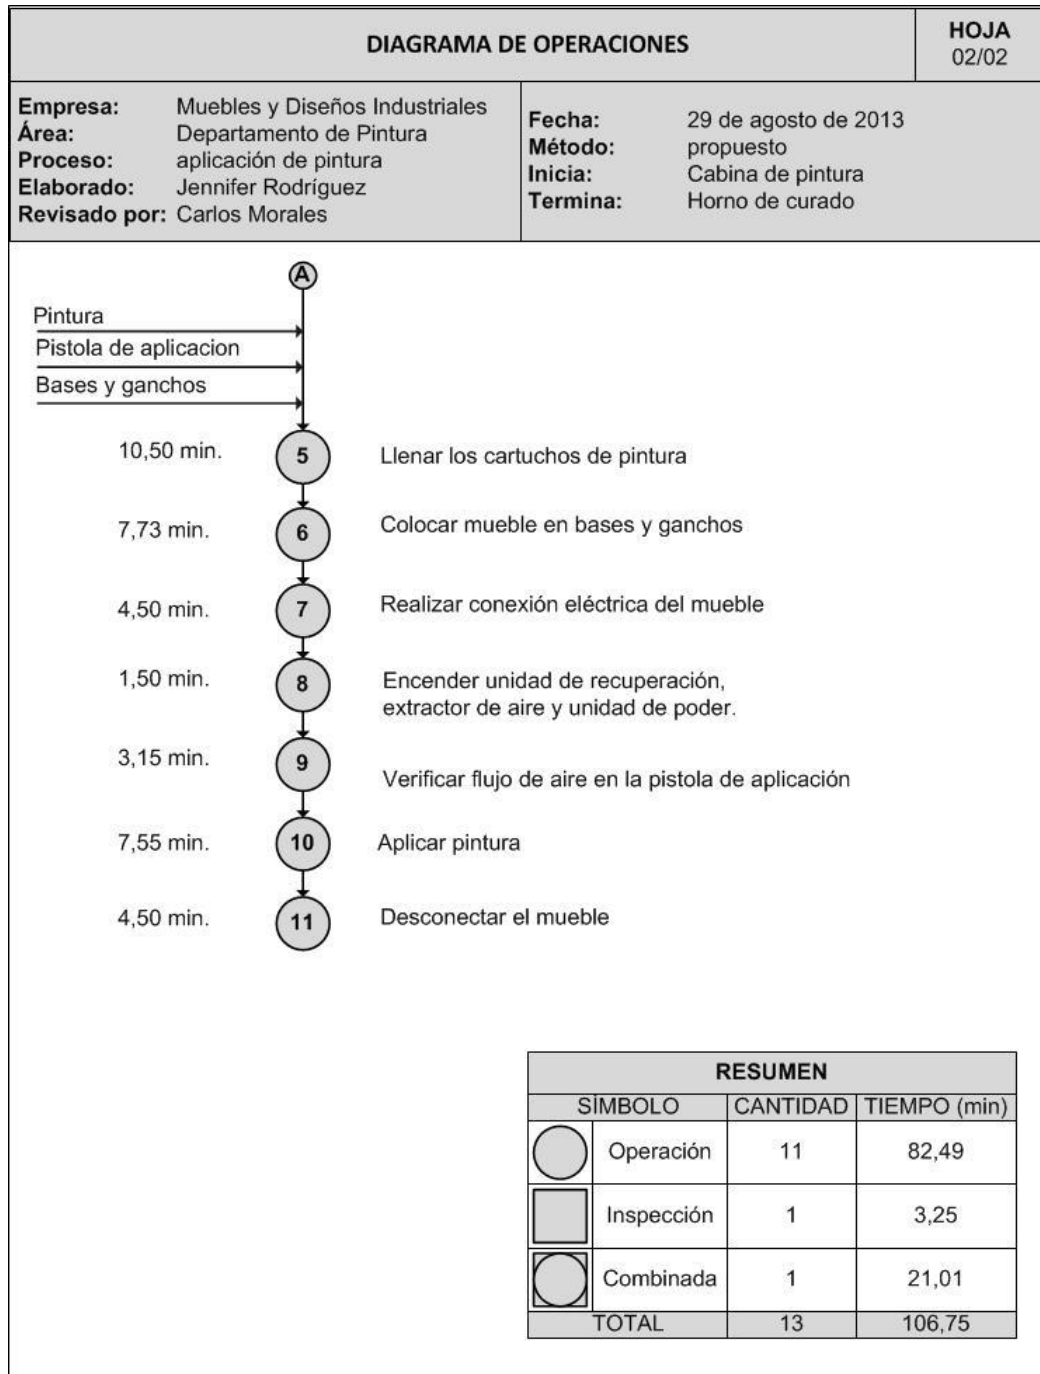 DIAGRAMA DE OPERACIONES
HOJA
02/02
Empresa: Muebles y Diseños Industriales
Área: Departamento de Pintura
Proceso: aplicación de pintura
Elaborado: Jennifer Rodríguez
Revisado por: Carlos Morales
Fecha: 29 de agosto de 2013
Método: propuesto
Inicia: Cabina de pintura
Termina: Horno de curado
A
Pintura
Pistola de aplicacion
Bases y ganchos
10,50 min. 5 Llenar los cartuchos de pintura
7,73 min. 6 Colocar mueble en bases y ganchos
4,50 min. 7 Realizar conexión eléctrica del mueble
1,50 min. 8 Encender unidad de recuperación,
extractor de aire y unidad de poder.
3,15 min. 9 Verificar flujo de aire en la pistola de aplicación
7,55 min. 10 Aplicar pintura
4,50 min. 11 Desconectar el mueble
RESUMEN
SÍMBOLO CANTIDAD TIEMPO (min)
Operación 11 82,49
Inspección 1 3,25
Combinada 1 21,01
TOTAL 13 106,75